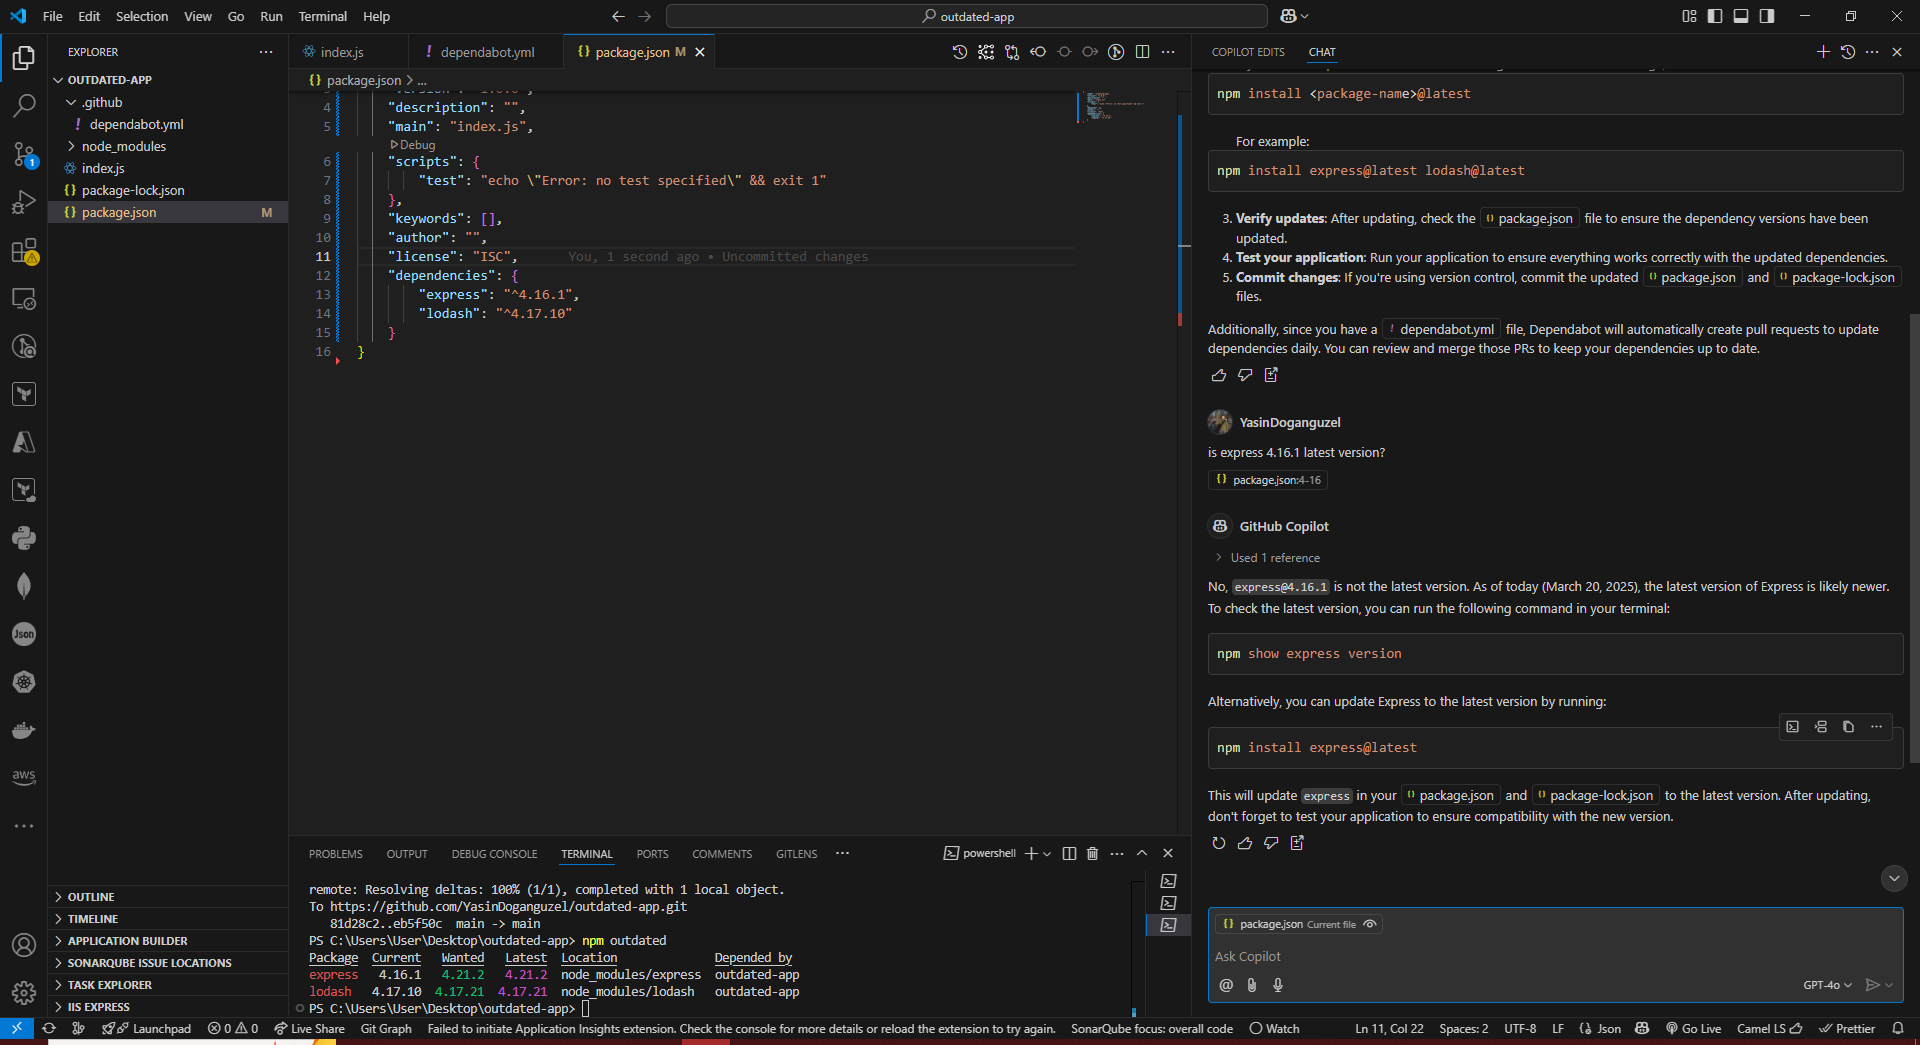 File Edit Selection View Go Run Terminal Help
outdated-app
EXPLORER
OUTDATED-APP
.github
dependabot.yml
node_modules
index.js
package-lock.json
package.json M
OUTLINE
TIMELINE
APPLICATION BUILDER
SONARQUBE ISSUE LOCATIONS
TASK EXPLORER
IIS EXPRESS
Json
aws
1
index.js
dependabot.yml
package.json M
package.json > ...
4 "description": "",
5 "main": "index.js",
Debug
6 "scripts": {
7 "test": "echo \"Error: no test specified\" && exit 1"
8 },
9 "keywords": [],
10 "author": "",
11 "license": "ISC", You, 1 second ago • Uncommitted changes
12 "dependencies": {
13 "express": "^4.16.1",
14 "lodash": "^4.17.10"
15 }
16 }
PROBLEMS OUTPUT DEBUG CONSOLE TERMINAL PORTS COMMENTS GITLENS
powershell
remote: Resolving deltas: 100% (1/1), completed with 1 local object.
To https://github.com/YasinDoganguzel/outdated-app.git
81d28c2..eb5f50c main -> main
PS C:\Users\User\Desktop\outdated-app> npm outdated
Package Current Wanted Latest Location Depended by
express 4.16.1 4.21.2 4.21.2 node_modules/express outdated-app
lodash 4.17.10 4.17.21 4.17.21 node_modules/lodash outdated-app
PS C:\Users\User\Desktop\outdated-app>
COPILOT EDITS CHAT
npm install <package-name>@latest
For example:
npm install express@latest lodash@latest
3. Verify updates: After updating, check the package.json file to ensure the dependency versions have been
updated.
4. Test your application: Run your application to ensure everything works correctly with the updated dependencies.
5. Commit changes: If you're using version control, commit the updated package.json and package-lock.json
files.
Additionally, since you have a dependabot.yml file, Dependabot will automatically create pull requests to update
dependencies daily. You can review and merge those PRs to keep your dependencies up to date.
YasinDoganguzel
is express 4.16.1 latest version?
package.json:4-16
GitHub Copilot
Used 1 reference
No, express@4.16.1 is not the latest version. As of today (March 20, 2025), the latest version of Express is likely newer.
To check the latest version, you can run the following command in your terminal:
npm show express version
Alternatively, you can update Express to the latest version by running:
npm install express@latest
This will update express in your package.json and package-lock.json to the latest version. After updating,
don't forget to test your application to ensure compatibility with the new version.
package.json Current file
Ask Copilot
GPT-4o
Launchpad 0 0 Live Share Git Graph Failed to initiate Application Insights extension. Check the console for more details or reload the extension to try again. SonarQube focus: overall code Watch Ln 11, Col 22 Spaces: 2 UTF-8 LF Json Go Live Camel LS Prettier